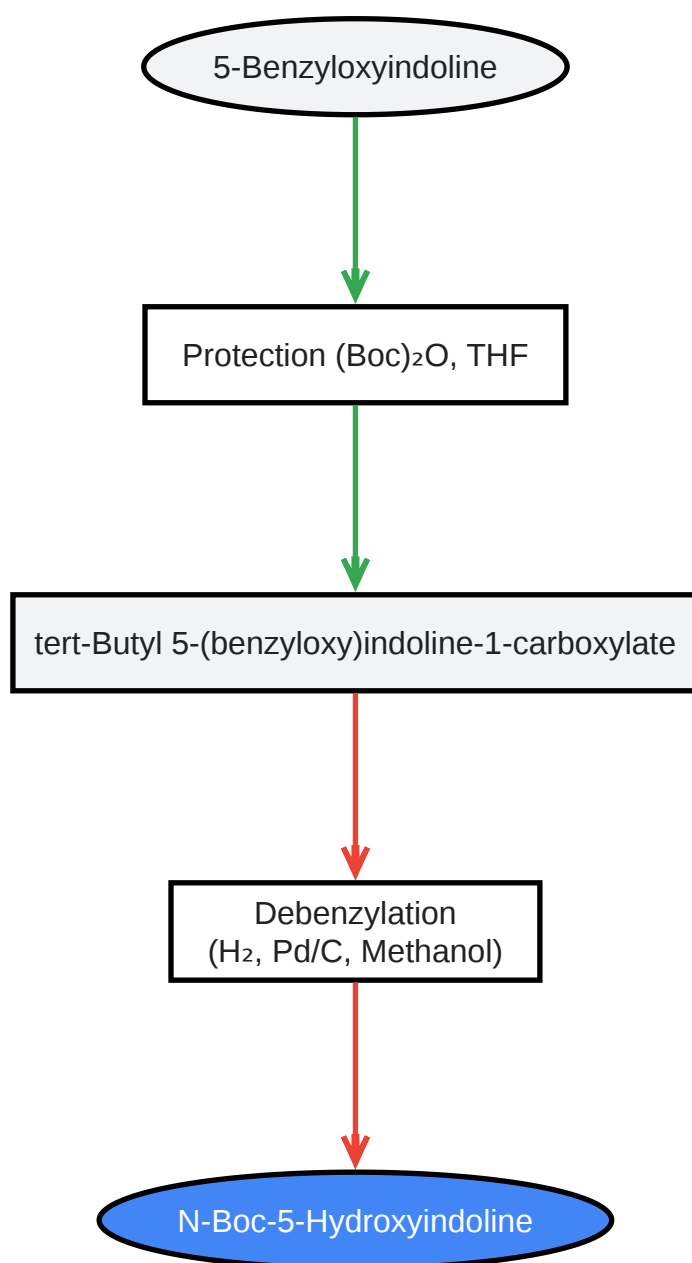 5-Benzyloxyindoline
Protection (Boc)₂O, THF
tert-Butyl 5-(benzyloxy)indoline-1-carboxylate
Debenzylation
(H₂, Pd/C, Methanol)
N-Boc-5-Hydroxyindoline